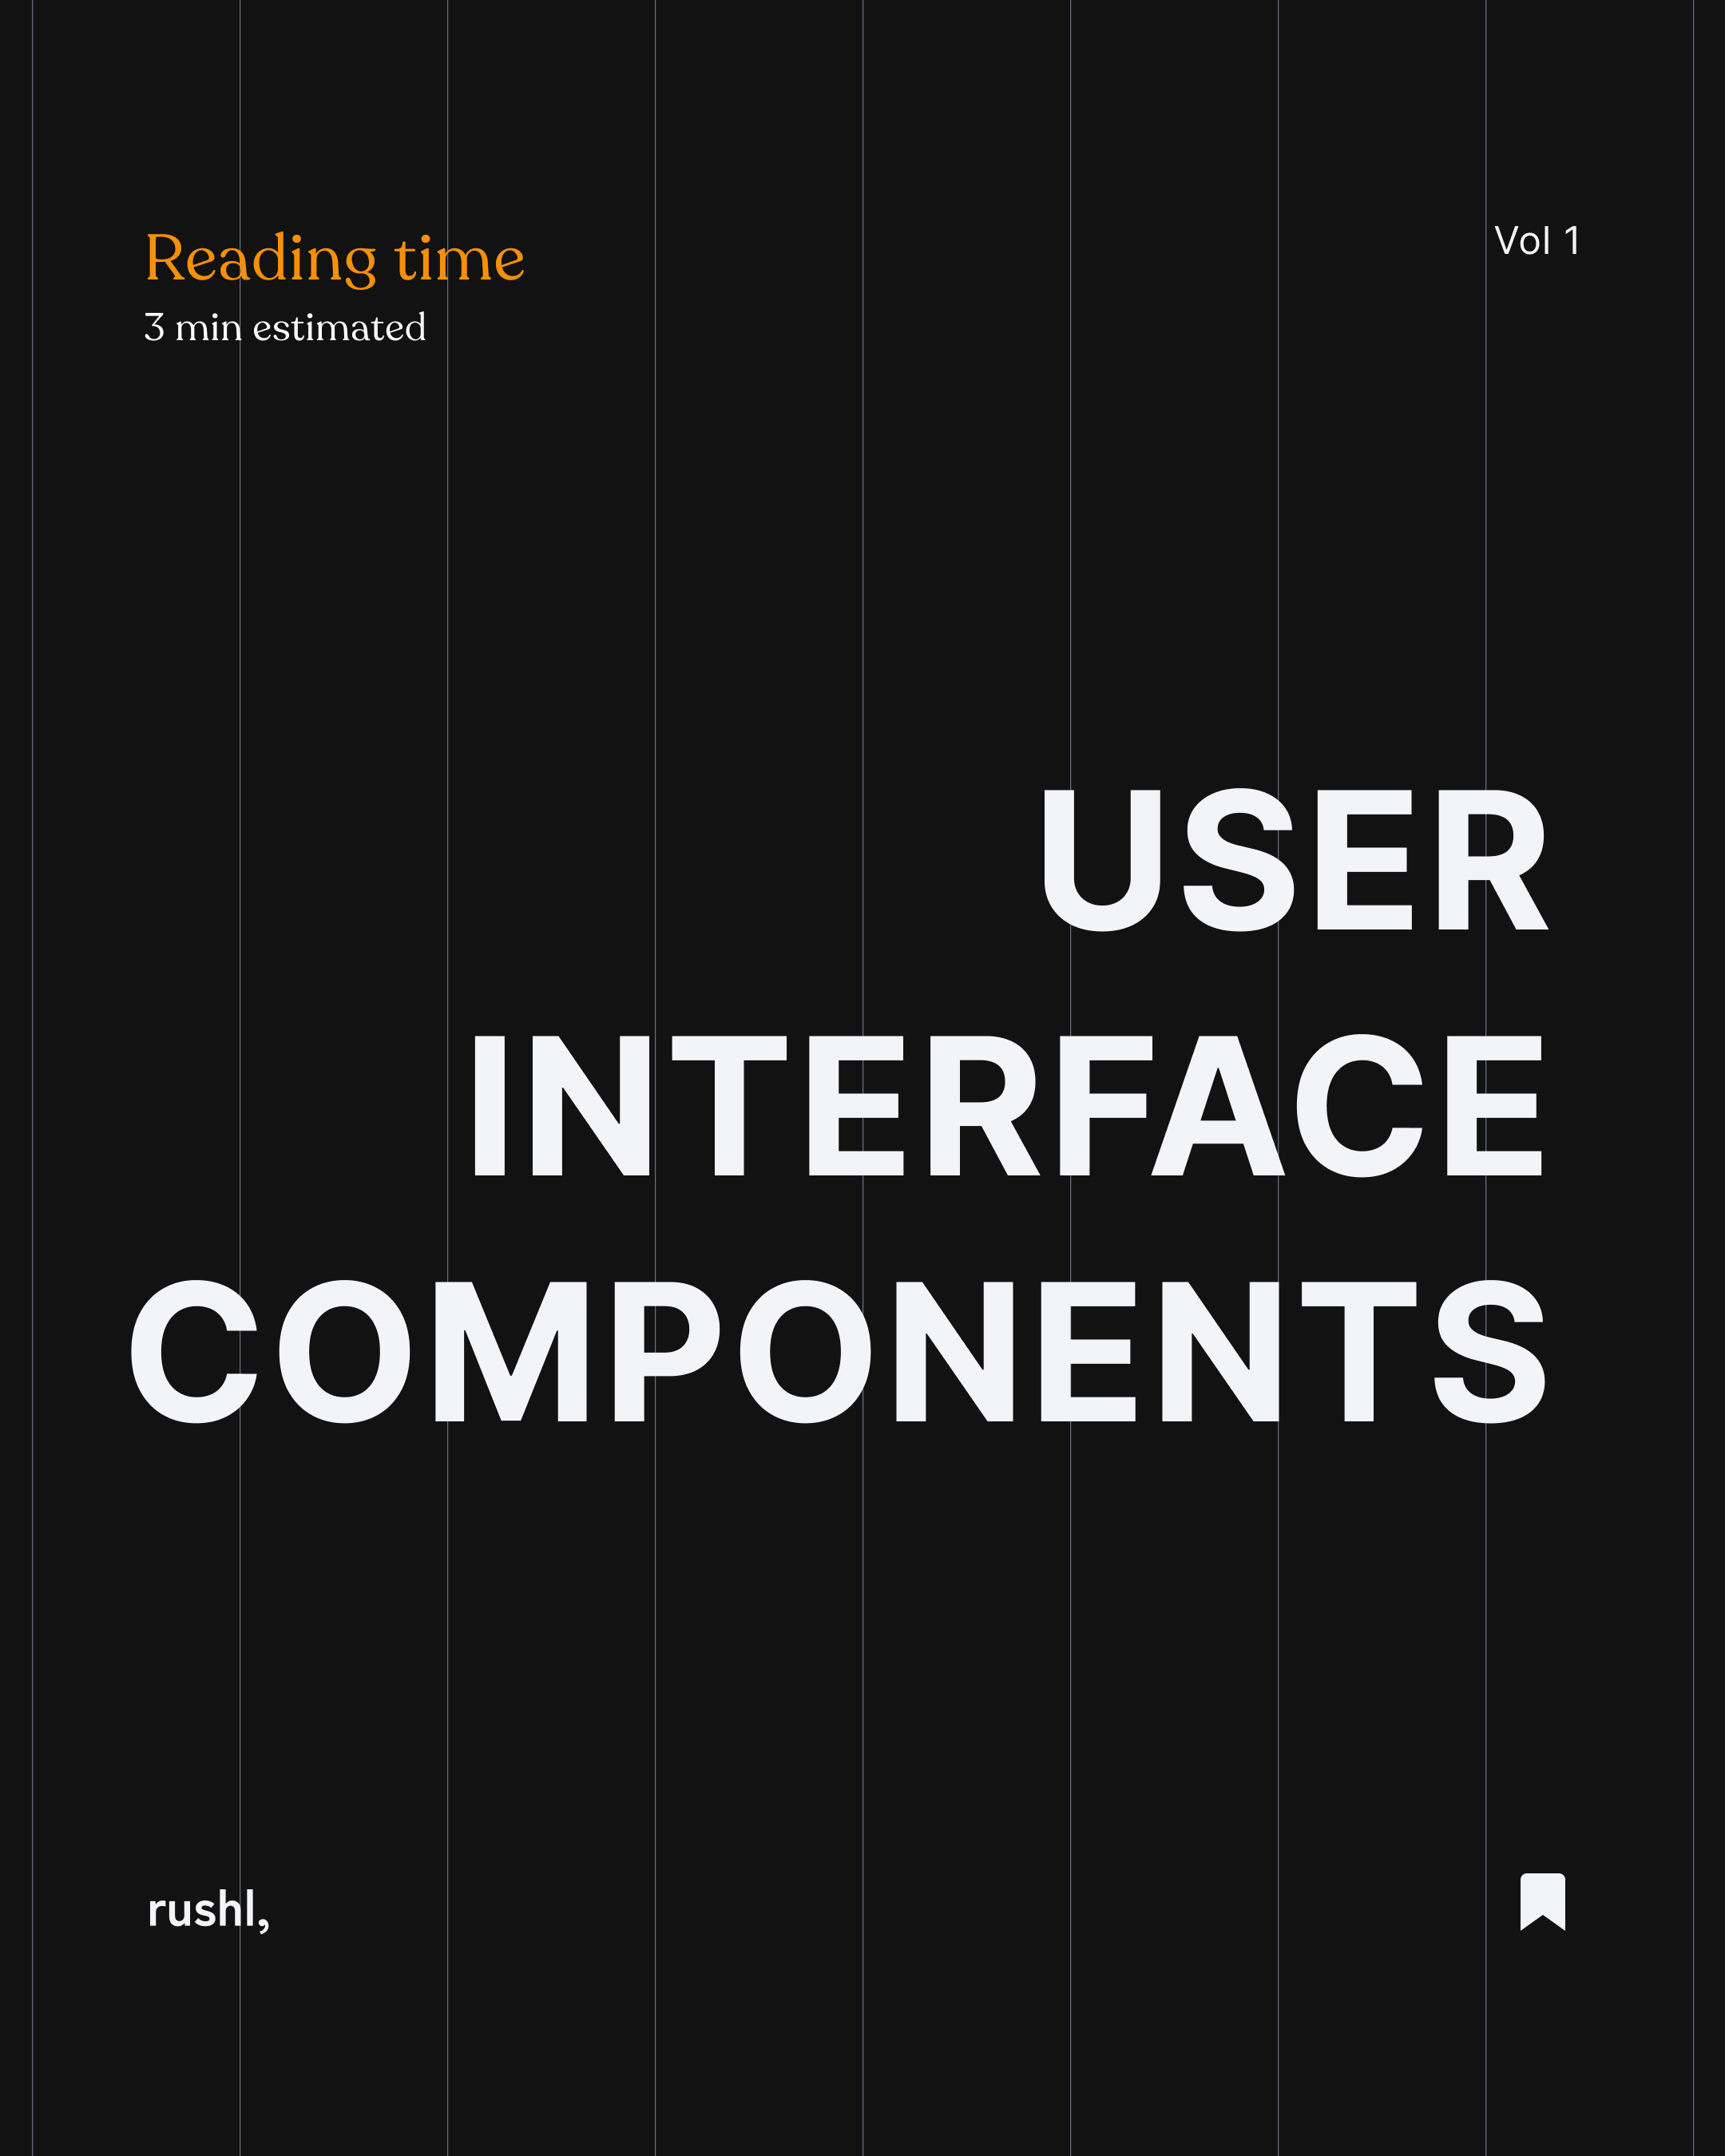 Reading time
Vol 1
3 min estimated
USER
INTERFACE
COMPONENTS
rushl,